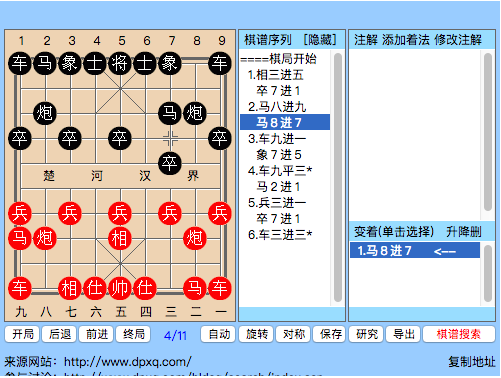 1 2 3 4 5 6 7 8 9
车 马 象 士 将 士 象 车
炮 马 炮
卒 卒 卒 卒
卒
楚 河 汉 界
兵 兵 兵 兵 兵
马 炮 相 炮
车 相 仕 帅 仕 马 车
九 八 七 六 五 四 三 二 一
棋谱序列 [隐藏]
====棋局开始
1.相三进五
卒７进１
2.马八进九
马８进７
3.车九进一
象７进５
4.车九平三*
马２进１
5.兵三进一
卒７进１
6.车三进三*
注解 添加着法 修改注解
变着(单击选择) 升降删
1.马８进７ <--
开局 后退 前进 终局 4/11 自动 旋转 对称 保存 研究 导出 棋谱搜索
来源网站: http://www.dpxq.com/ 复制地址